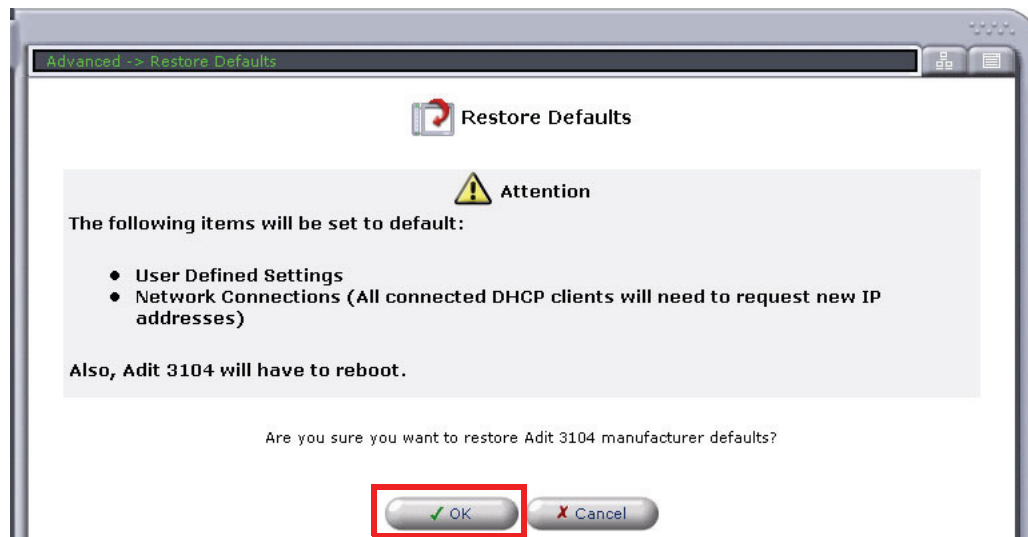 Advanced -> Restore Defaults
Restore Defaults
Attention
The following items will be set to default:
● User Defined Settings
● Network Connections (All connected DHCP clients will need to request new IP
addresses)
Also, Adit 3104 will have to reboot.
Are you sure you want to restore Adit 3104 manufacturer defaults?
✓ OK ✗ Cancel